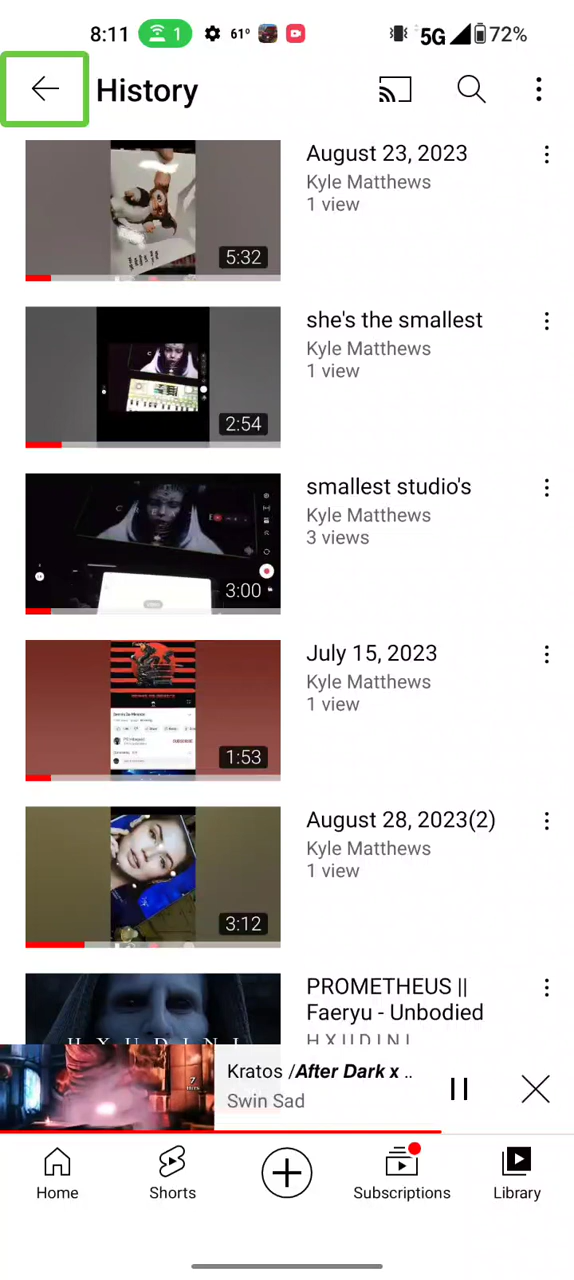 8:11
1
61°
5G
72%
History
August 23, 2023
Kyle Matthews
1 view
5:32
she's the smallest
Kyle Matthews
1 view
2:54
smallest studio's
Kyle Matthews
3 views
3:00
July 15, 2023
Kyle Matthews
1 view
1:53
August 28, 2023(2)
Kyle Matthews
1 view
3:12
PROMETHEUS ||
Faeryu - Unbodied
HXUIDINI
HXUIDINI
Kratos /After Dark x ..
Swin Sad
Home
Shorts
Subscriptions
Library